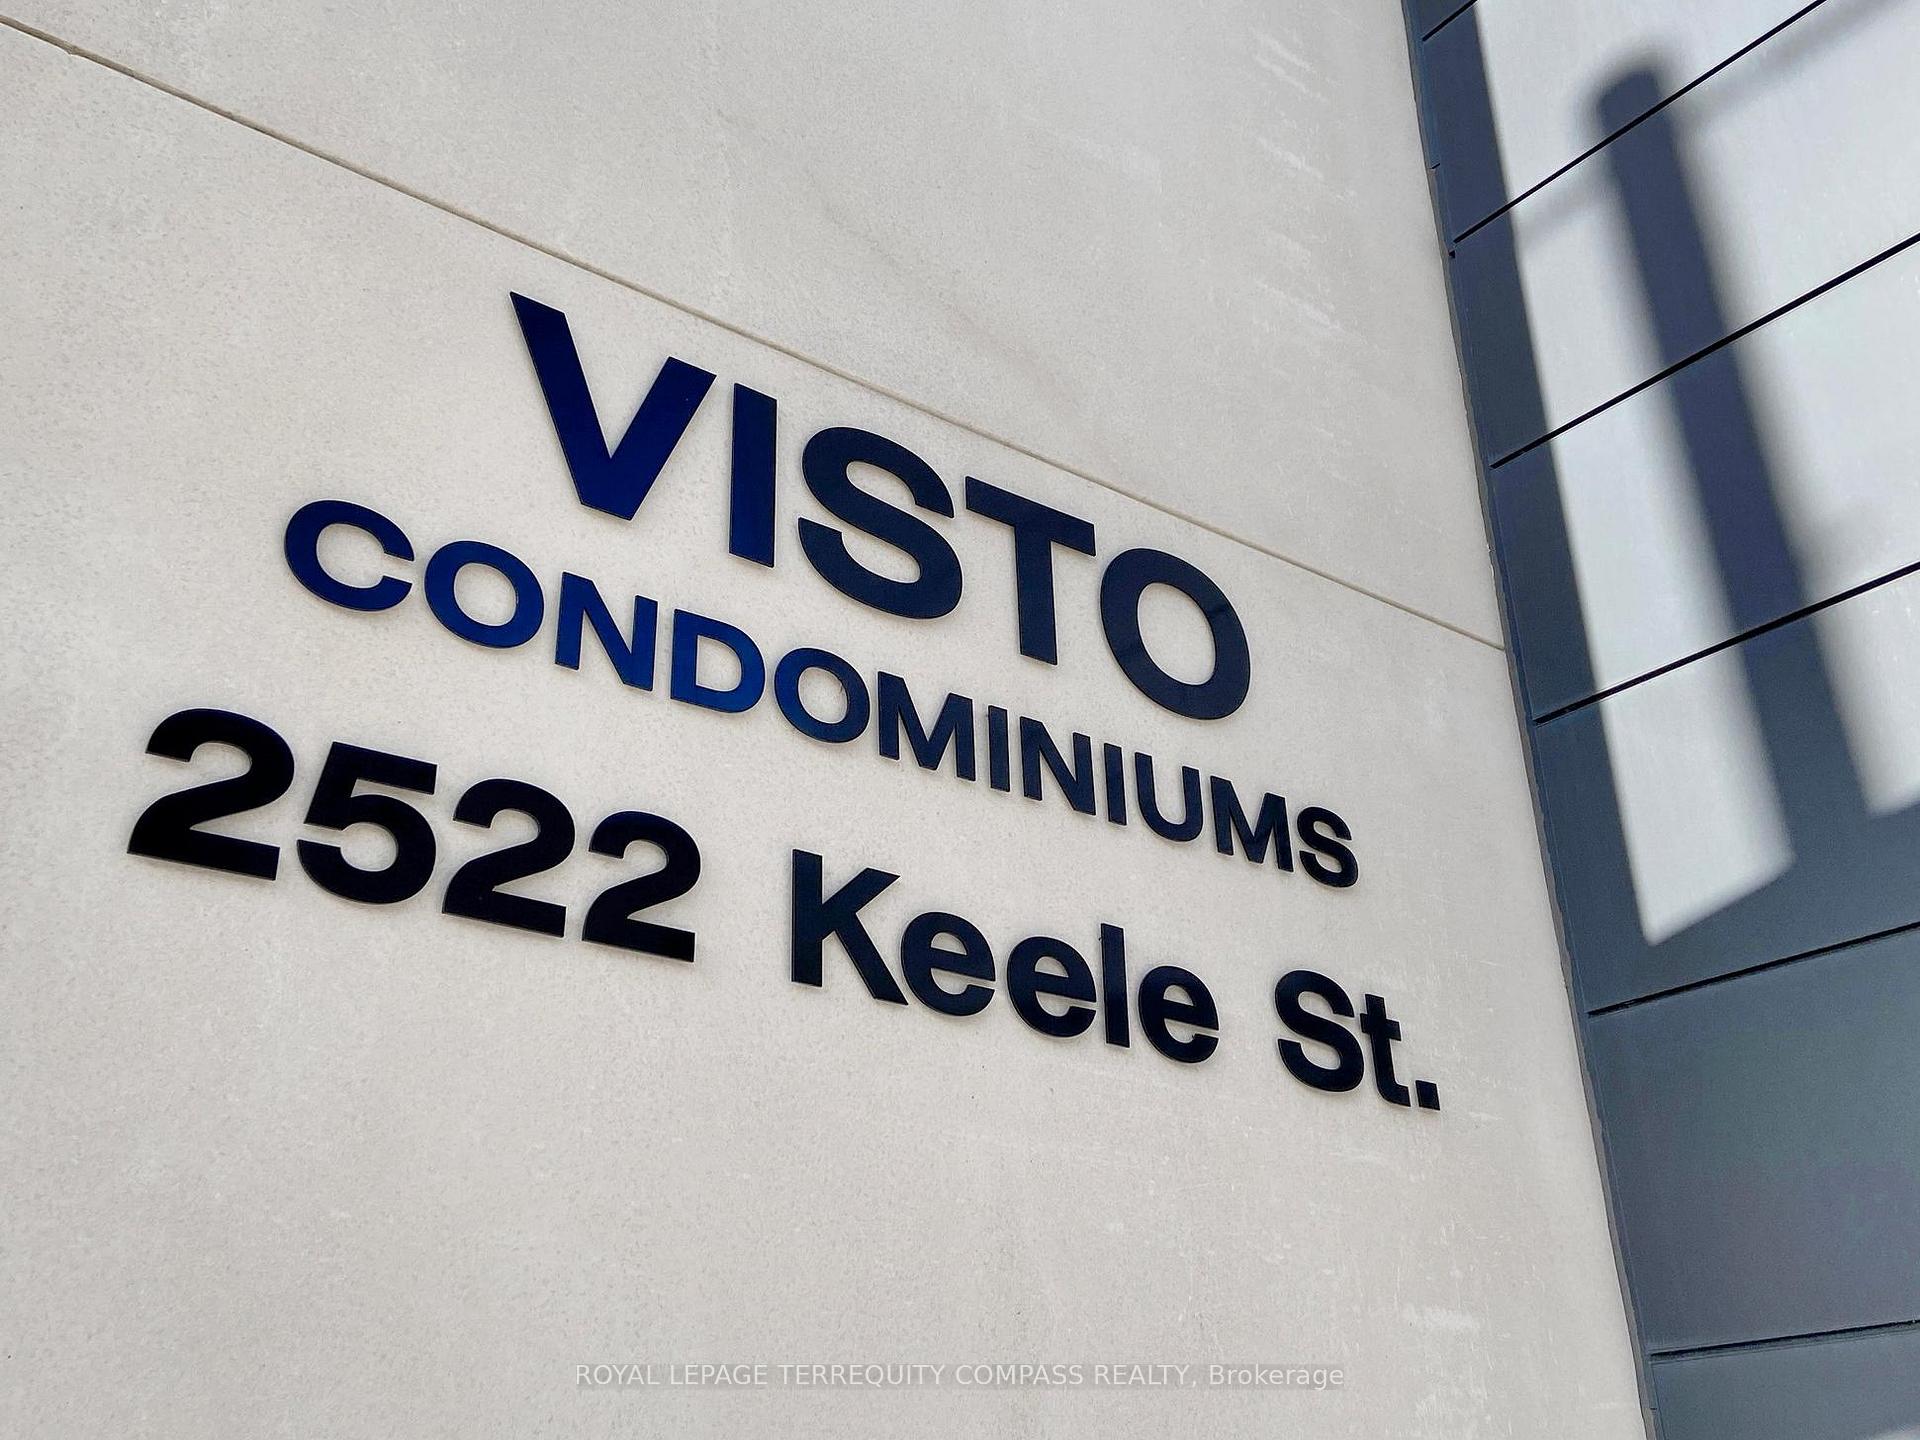 VISTO
CONDOMINIUMS
2522 Keele St.
ROYAL LEPAGE TERREQUITY COMPASS REALTY, Brokerage